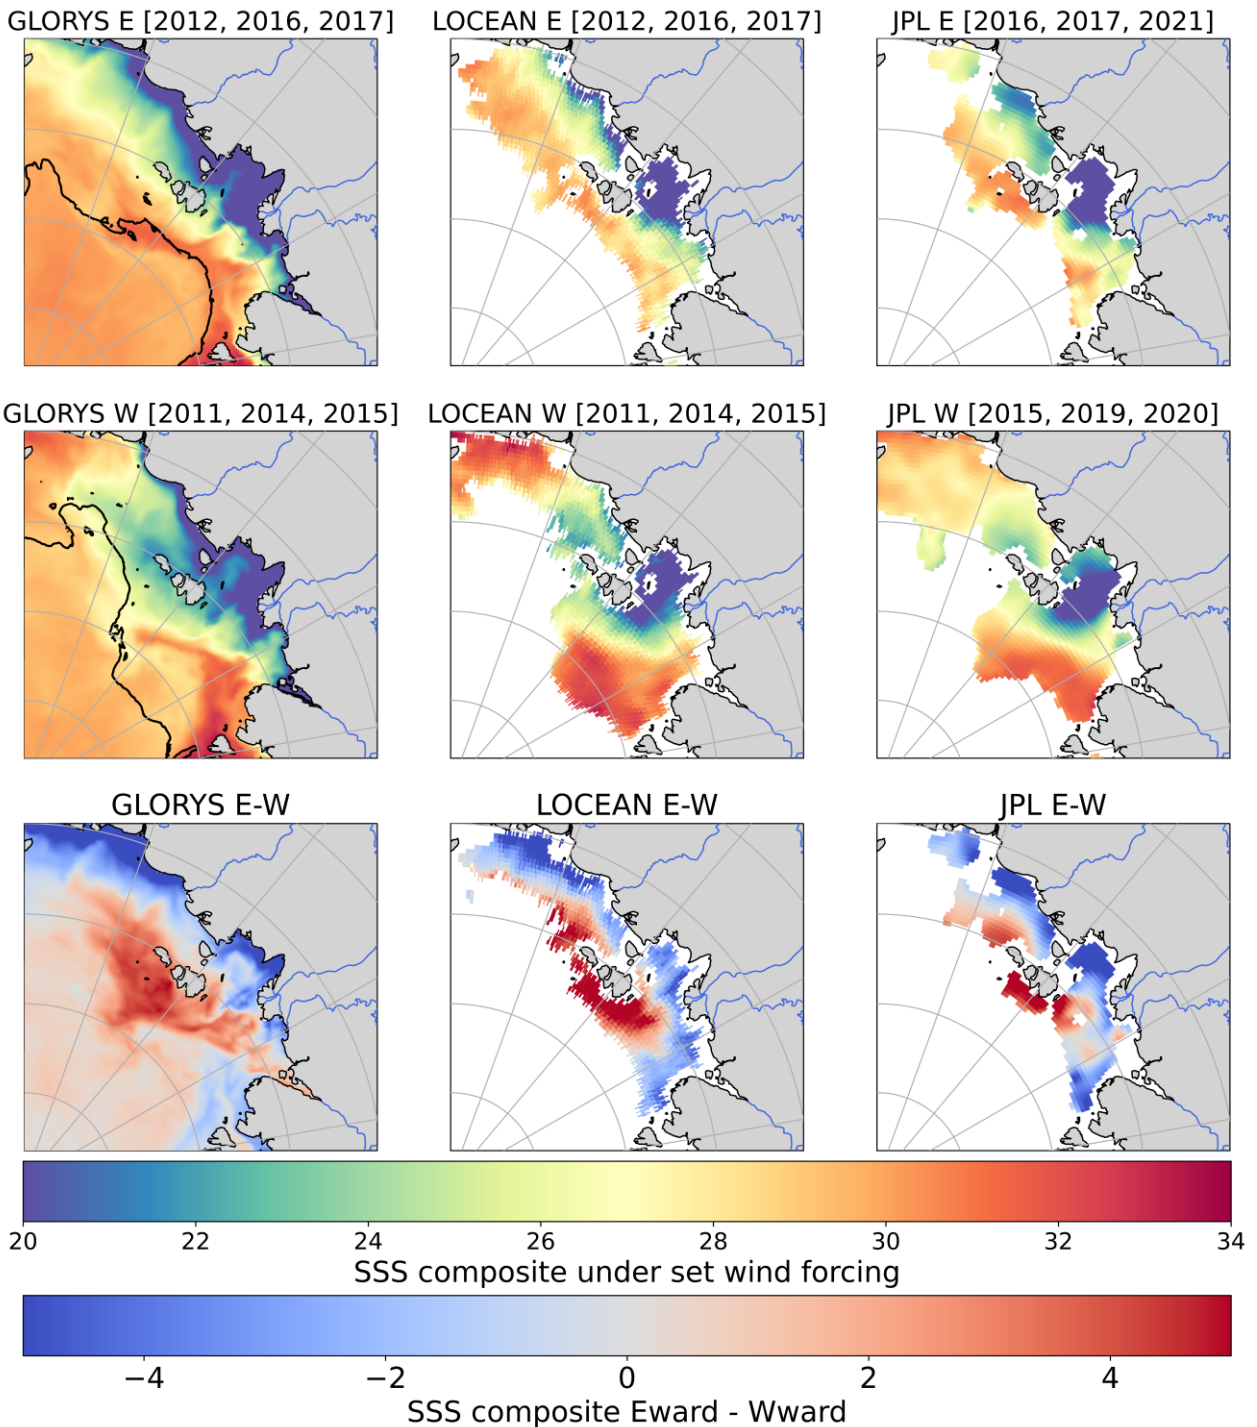 GLORYS E [2012, 2016, 2017]
LOCEAN E [2012, 2016, 2017]
JPL E [2016, 2017, 2021]
GLORYS W [2011, 2014, 2015]
LOCEAN W [2011, 2014, 2015]
JPL W [2015, 2019, 2020]
GLORYS E-W
LOCEAN E-W
JPL E-W
20 22 24 26 28 30 32 34
SSS composite under set wind forcing
−4 −2 0 2 4
SSS composite Eward - Wward